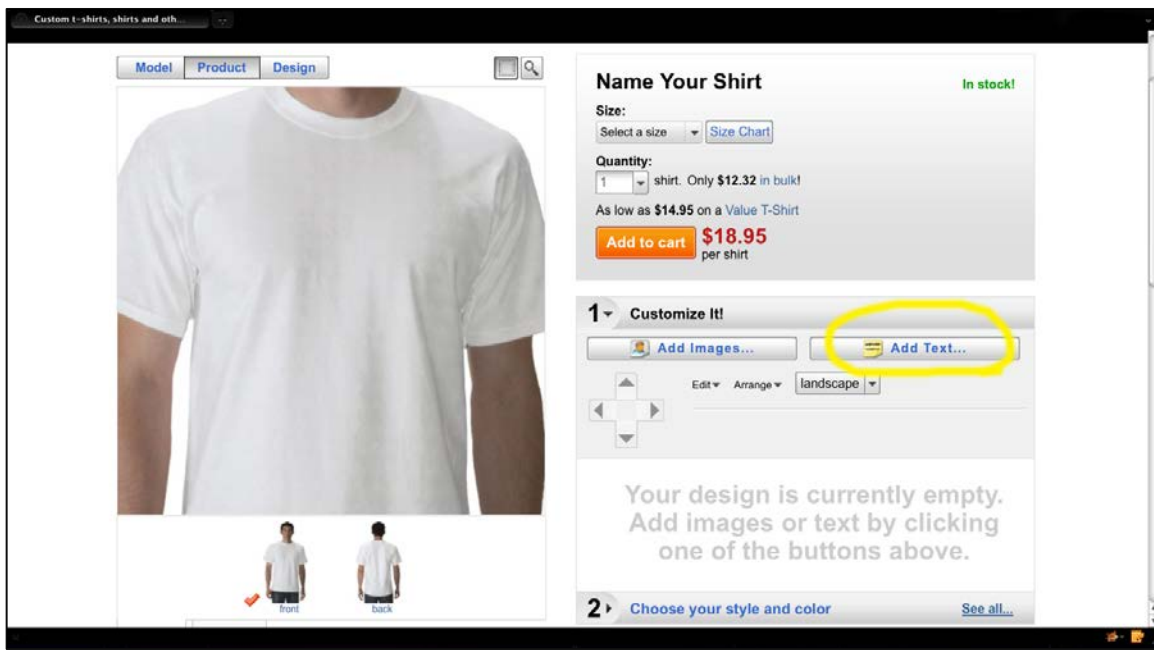 Custom t-shirts, shirts and oth...
Model Product Design
Name Your Shirt
In stock!
Size:
Select a size Size Chart
Quantity:
1 shirt. Only $12.32 in bulk!
As low as $14.95 on a Value T-Shirt
Add to cart $18.95
per shirt
1 Customize It!
Add Images... Add Text...
Edit Arrange landscape
Your design is currently empty.
Add images or text by clicking
one of the buttons above.
front back
2 Choose your style and color See all...